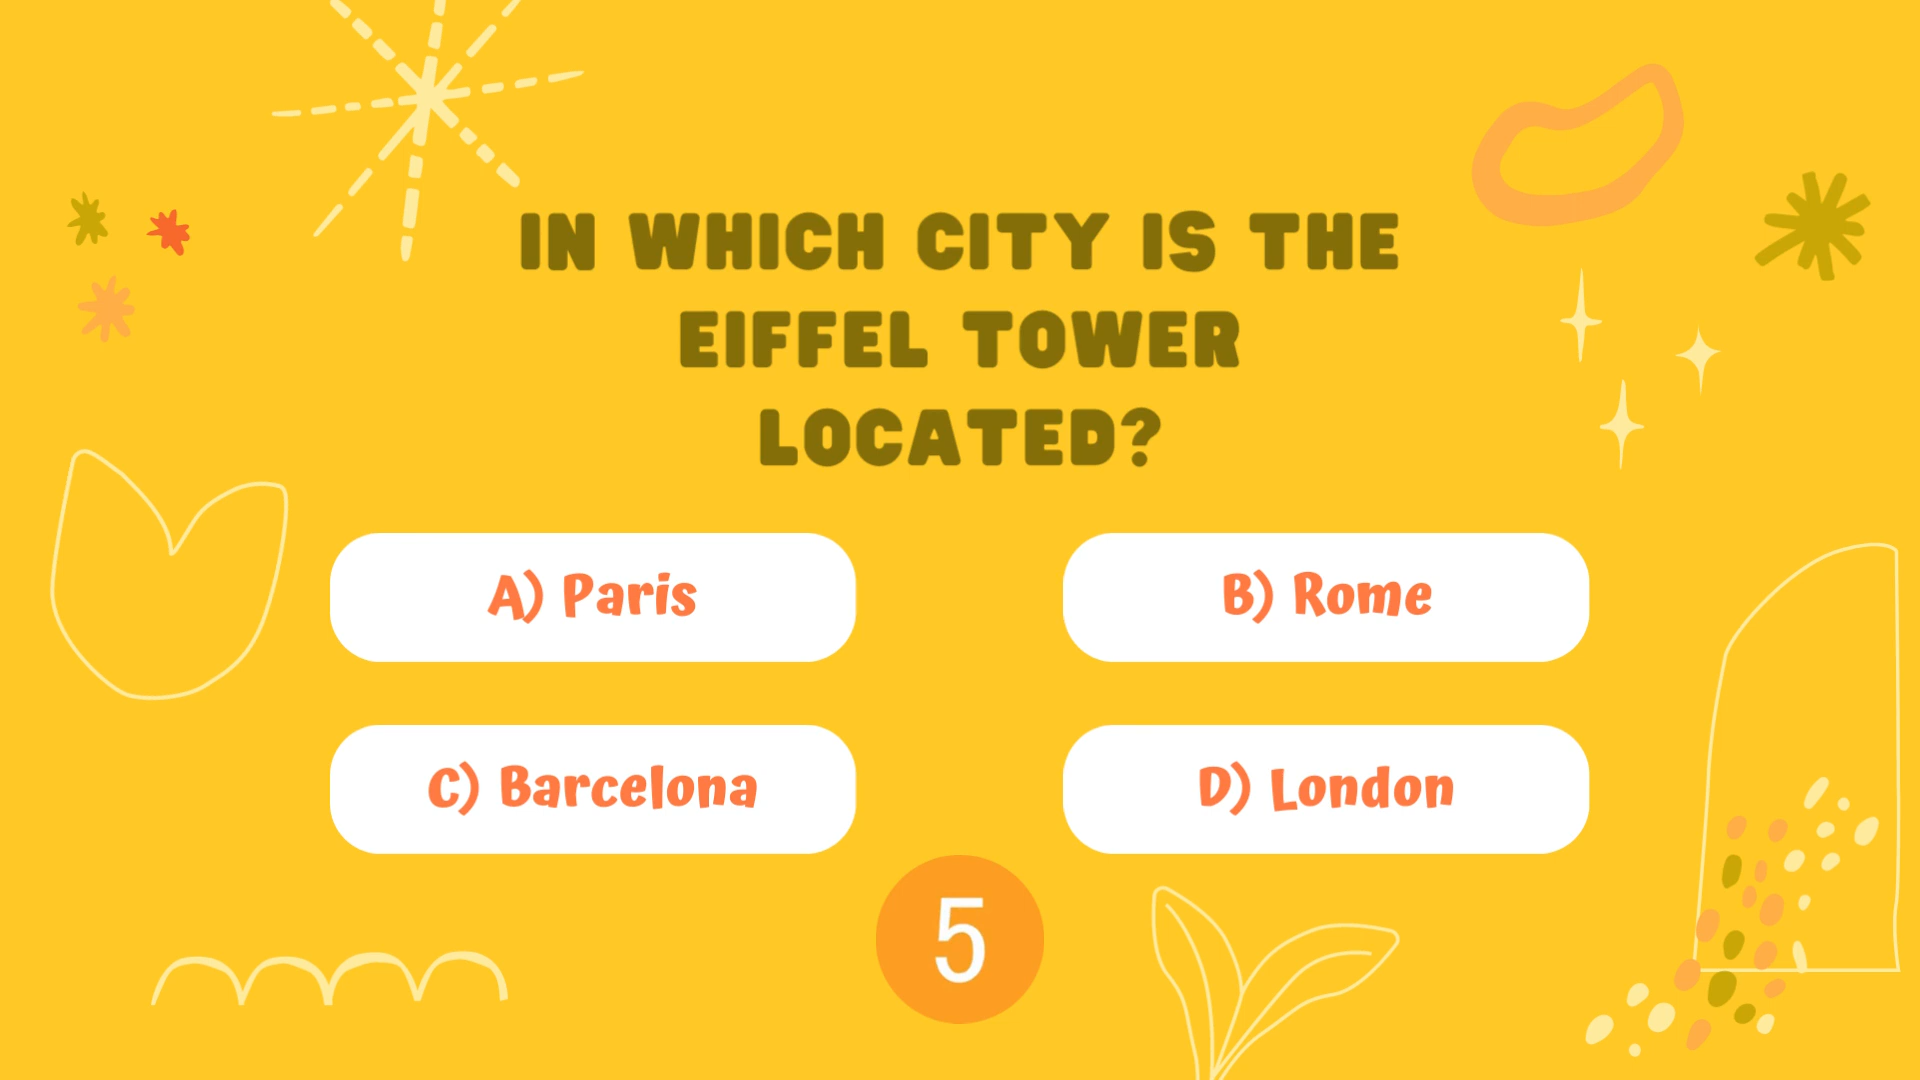 IN WHICH CITY IS THE
EIFFEL TOWER
LOCATED?
A) Paris
B) Rome
C) Barcelona
D) London
5